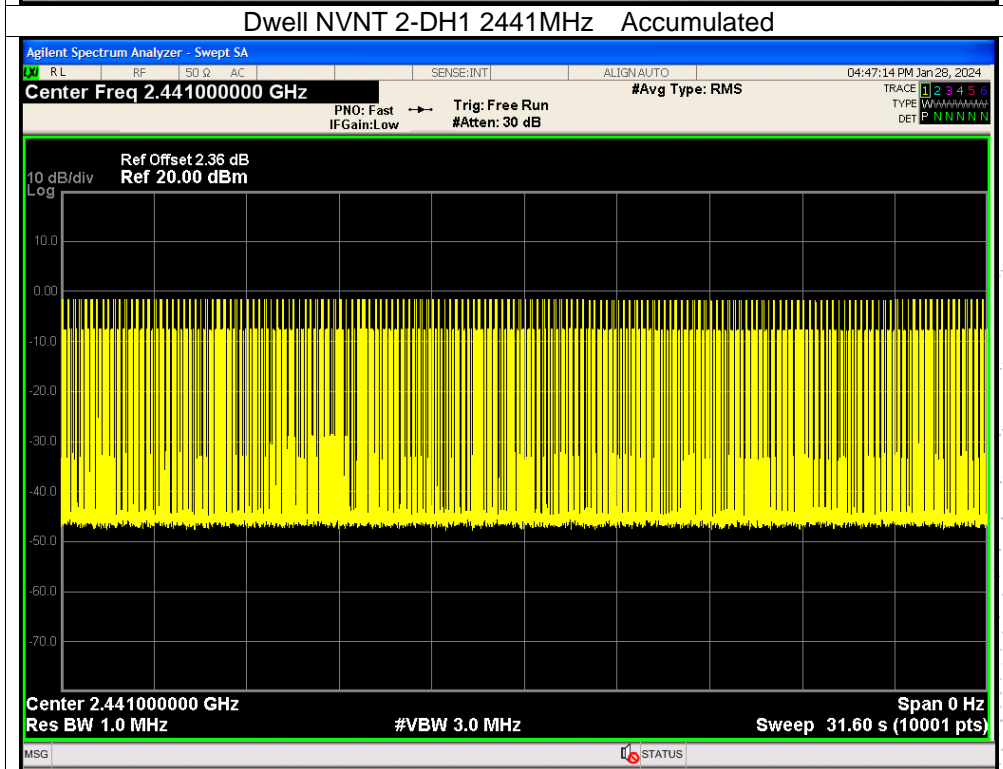 Dwell NVNT 2-DH1 2441MHz Accumulated
Agilent Spectrum Analyzer - Swept SA
LXI RL RF 50 Ω AC SENSE:INT ALIGN AUTO 04:47:14 PM Jan 28, 2024
Center Freq 2.441000000 GHz #Avg Type: RMS TRACE 1 2 3 4 5 6
PNO: Fast Trig: Free Run TYPE WWWWWW
IFGain:Low #Atten: 30 dB DET P N N N N N
Ref Offset 2.36 dB
10 dB/div Ref 20.00 dBm
Log
10.0
0.00
-10.0
-20.0
-30.0
-40.0
-50.0
-60.0
-70.0
Center 2.441000000 GHz Span 0 Hz
Res BW 1.0 MHz #VBW 3.0 MHz Sweep 31.60 s (10001 pts)
MSG STATUS